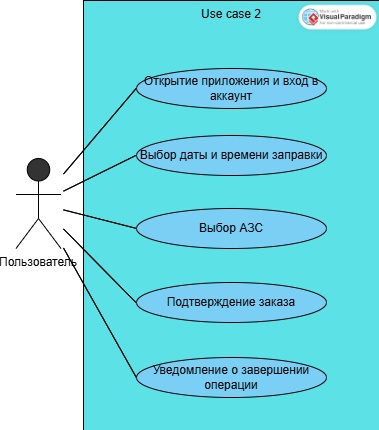 Use case 2
Made with
Visual Paradigm
For non-commercial use
Открытие приложения и вход в
аккаунт
Выбор даты и времени заправки
Выбор АЗС
Пользователь
Подтверждение заказа
Уведомление о завершении
операции